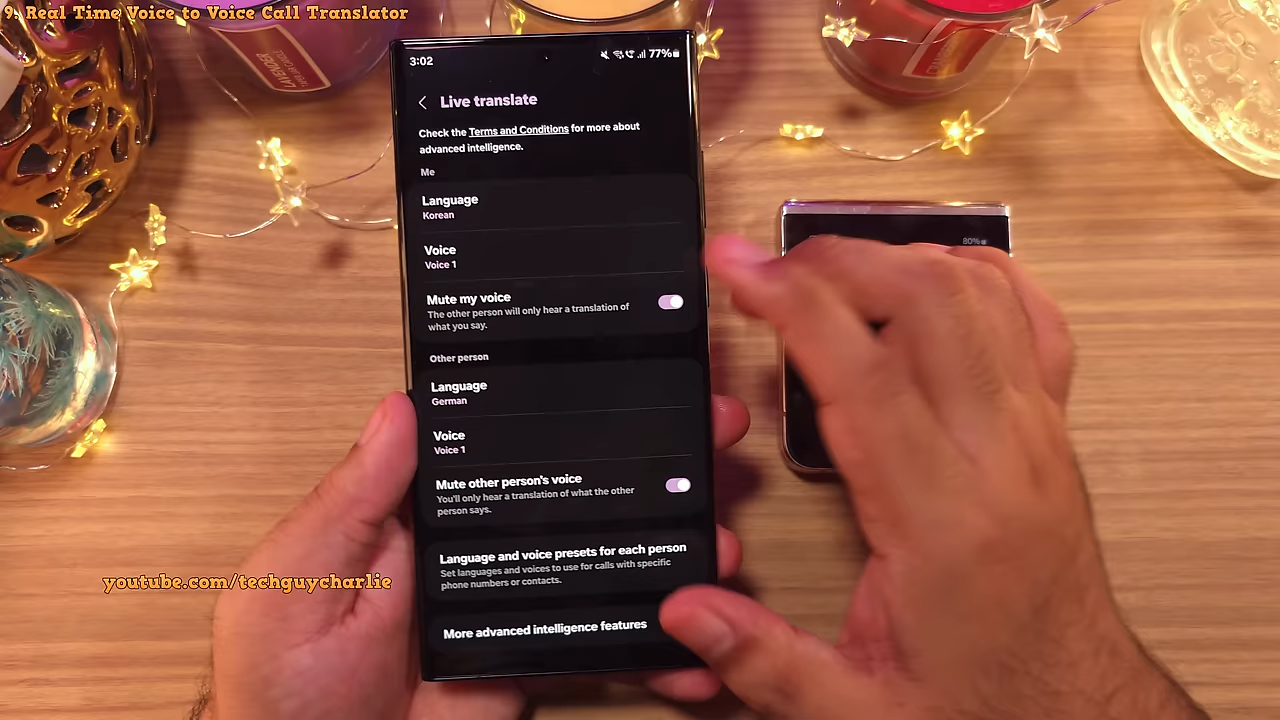 9. Real Time Voice to Voice Call Translator
LAVENDER
3:02
77%
Live translate
Check the Terms and Conditions for more about
advanced intelligence.
Me
Language
Korean
Voice
Voice 1
Mute my voice
The other person will only hear a translation of
what you say.
Other person
Language
German
Voice
Voice 1
Mute other person's voice
You'll only hear a translation of what the other
person says.
Language and voice presets for each person
Set languages and voices to use for calls with specific
phone numbers or contacts.
More advanced intelligence features
80%
youtube.com/techguycharlie